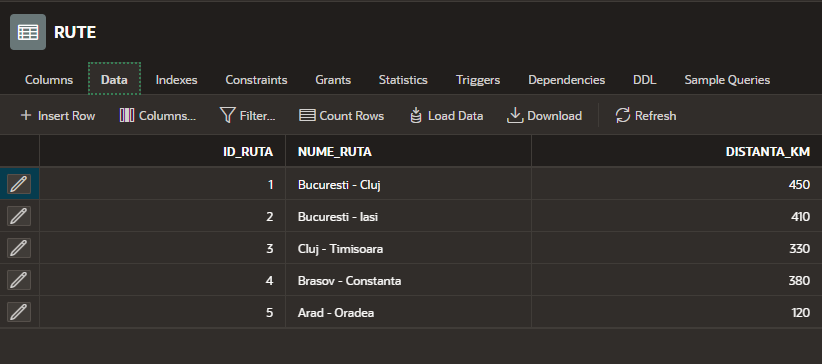 RUTE
Columns Data Indexes Constraints Grants Statistics Triggers Dependencies DDL Sample Queries
+ Insert Row Columns... Filter... Count Rows Load Data Download Refresh
ID_RUTA NUME_RUTA DISTANTA_KM
1 Bucuresti - Cluj 450
2 Bucuresti - Iasi 410
3 Cluj - Timisoara 330
4 Brasov - Constanta 380
5 Arad - Oradea 120